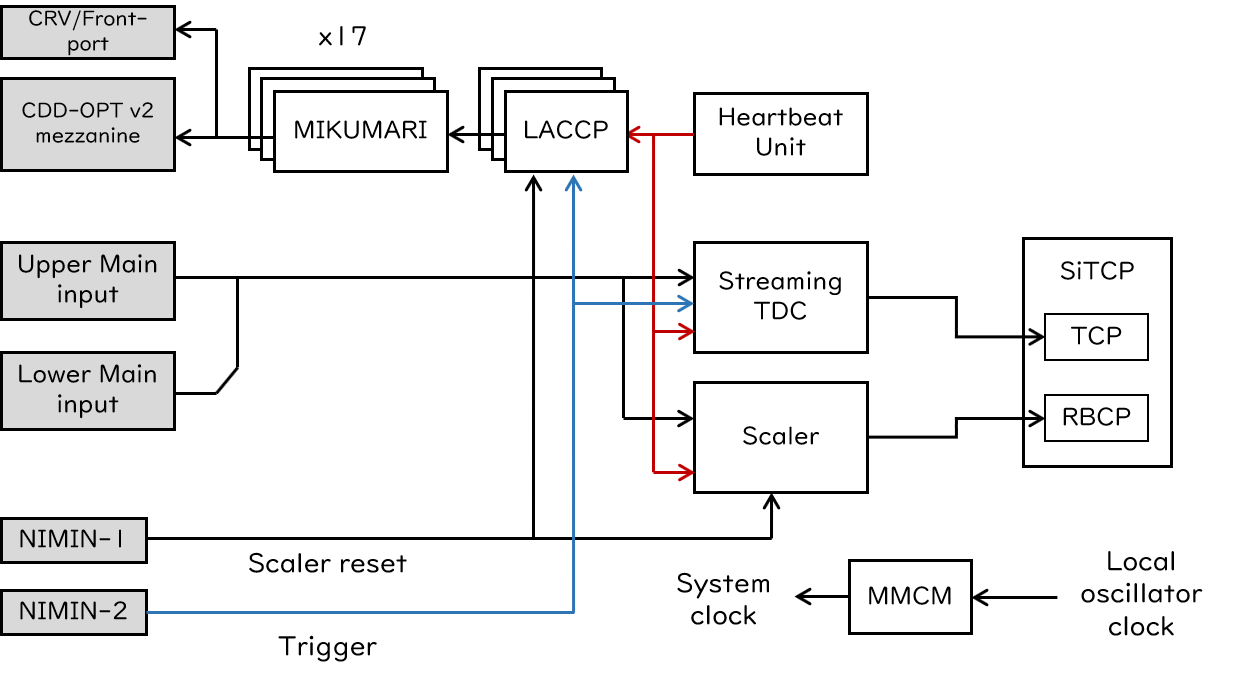 CRV/Front-
port
x17
CDD-OPT v2
mezzanine
MIKUMARI
LACCP
Heartbeat
Unit
Upper Main
input
Streaming
TDC
SiTCP
TCP
Lower Main
input
Scaler
RBCP
NIMIN-1
Scaler reset
NIMIN-2
Trigger
System
clock
MMCM
Local
oscillator
clock